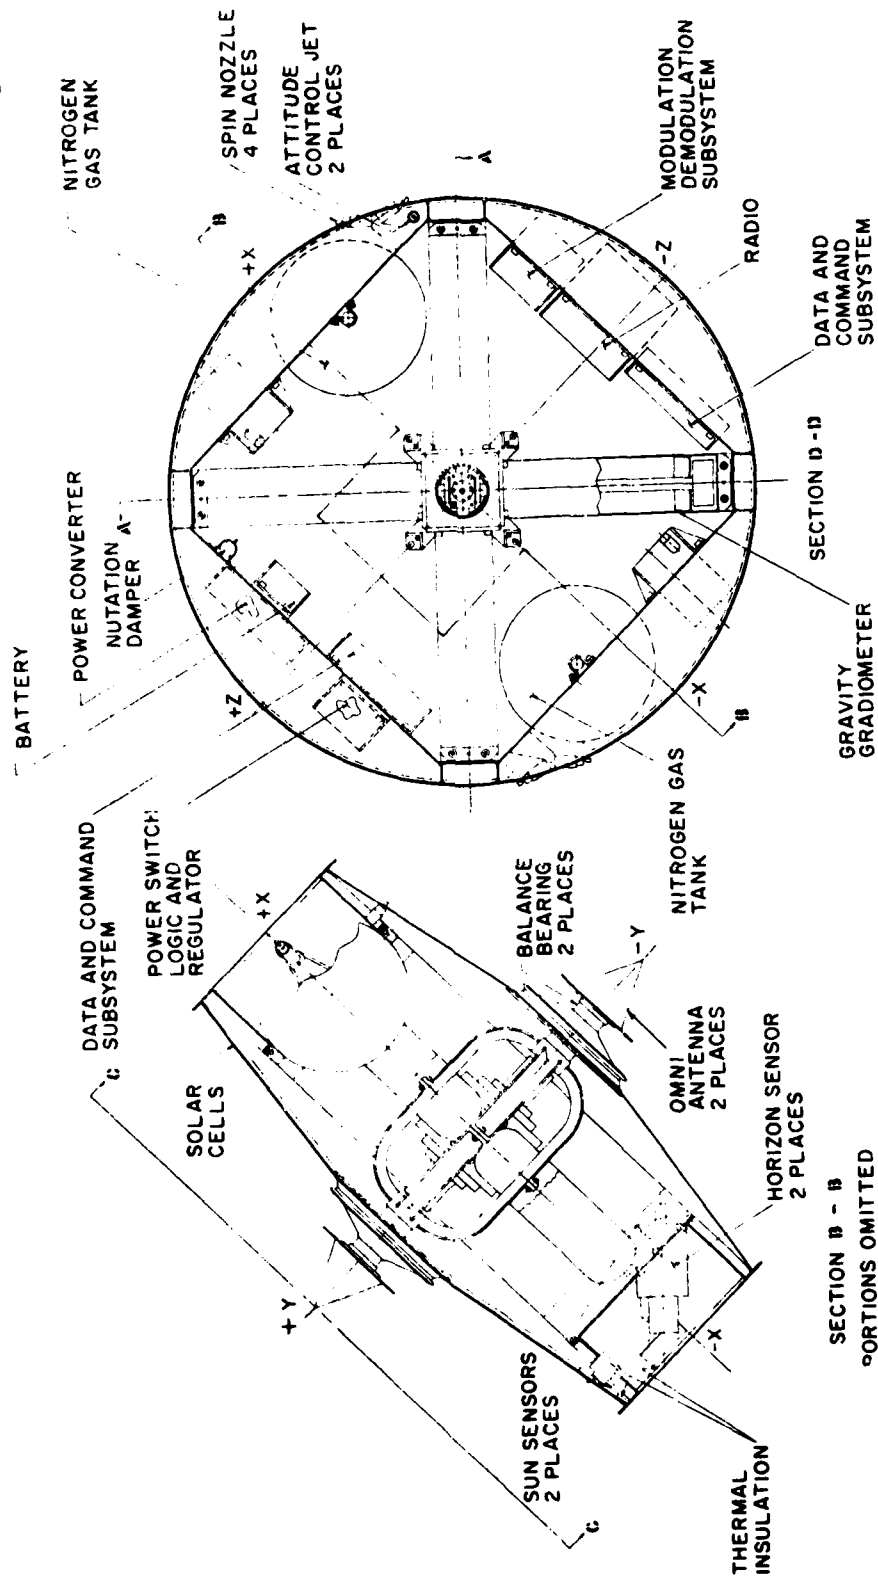 NITROGEN
GAS TANK
SPIN NOZZLE
4 PLACES
ATTITUDE
CONTROL JET
2 PLACES
A
B
+X
MODULATION
DEMODULATION
SUBSYSTEM
-Z
RADIO
DATA AND
COMMAND
SUBSYSTEM
BATTERY
POWER CONVERTER
NUTATION
DAMPER
A
+Z
SECTION D-D
-X
B
GRAVITY
GRADIOMETER
NITROGEN GAS
TANK
DATA AND COMMAND
SUBSYSTEM
POWER SWITCH
LOGIC AND
REGULATOR
+X
C
SOLAR
CELLS
BALANCE
BEARING
2 PLACES
-Y
OMNI
ANTENNA
2 PLACES
HORIZON SENSOR
2 PLACES
+Y
-X
SUN SENSORS
2 PLACES
C
THERMAL
INSULATION
SECTION B - B
PORTIONS OMITTED